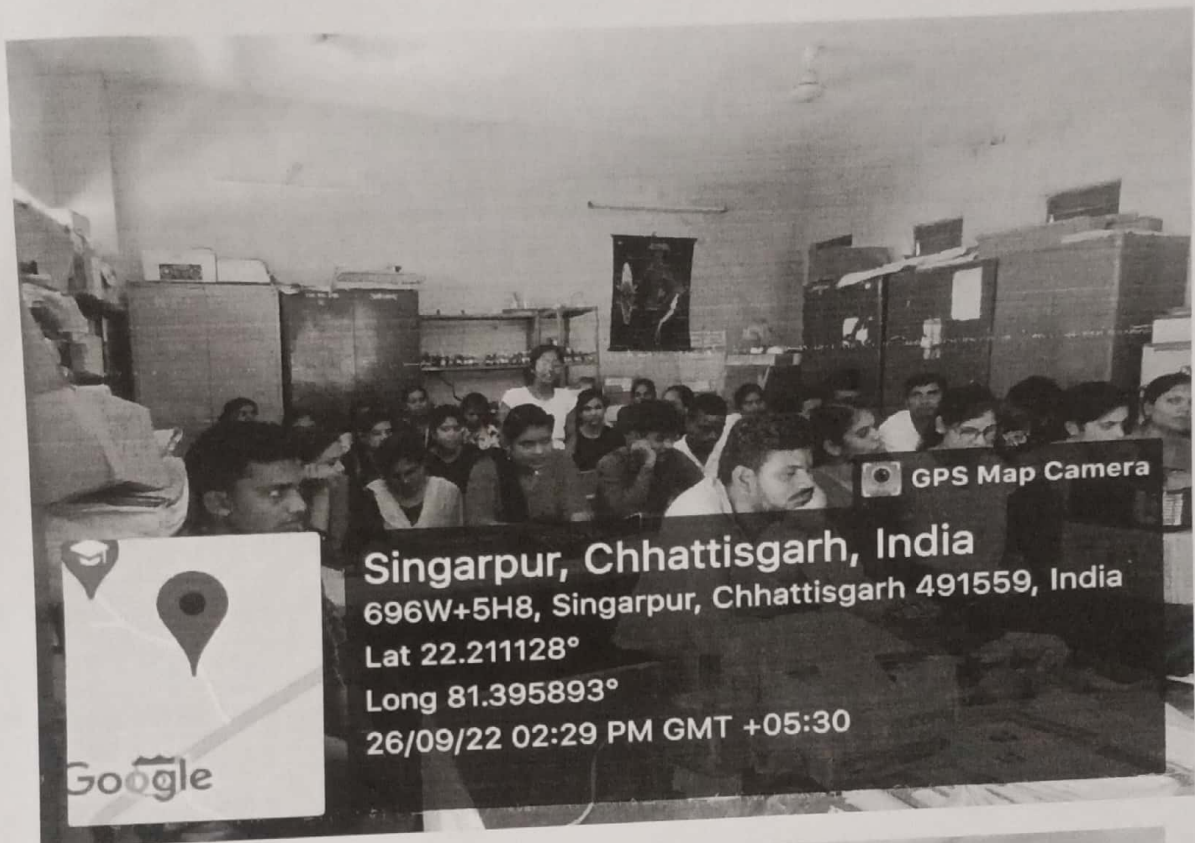 GPS Map Camera
Singarpur, Chhattisgarh, India
696W+5H8, Singarpur, Chhattisgarh 491559, India
Lat 22.211128°
Long 81.395893°
26/09/22 02:29 PM GMT +05:30
Google